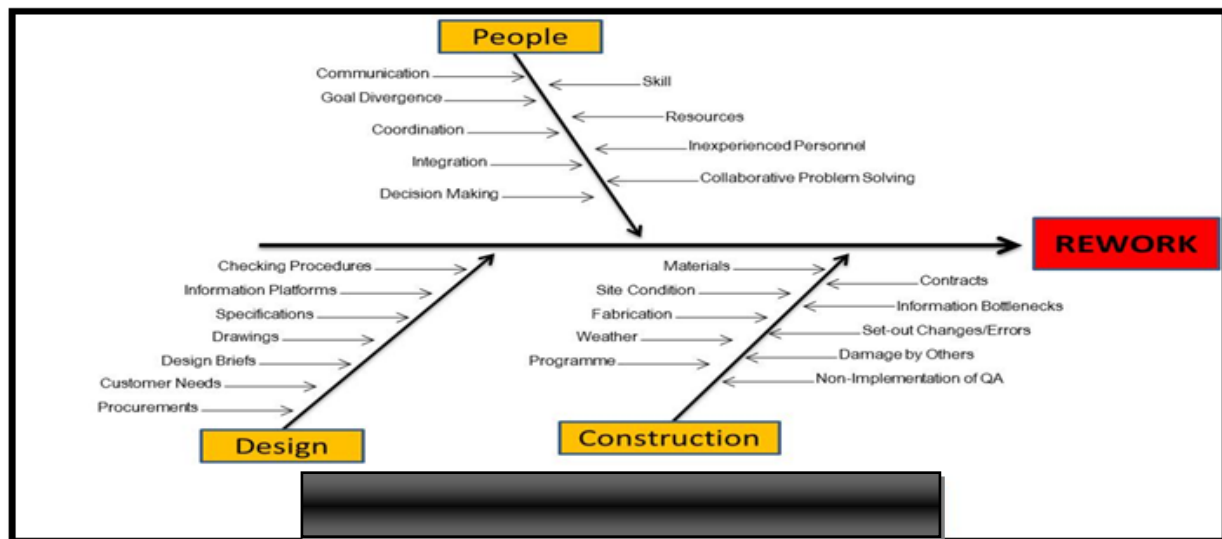 People
Communication
Skill
Goal Divergence
Resources
Coordination
Inexperienced Personnel
Integration
Collaborative Problem Solving
Decision Making
REWORK
Checking Procedures
Information Platforms
Specifications
Drawings
Design Briefs
Customer Needs
Procurements
Design
Materials
Contracts
Site Condition
Information Bottlenecks
Fabrication
Set-out Changes/Errors
Weather
Damage by Others
Programme
Non-Implementation of QA
Construction